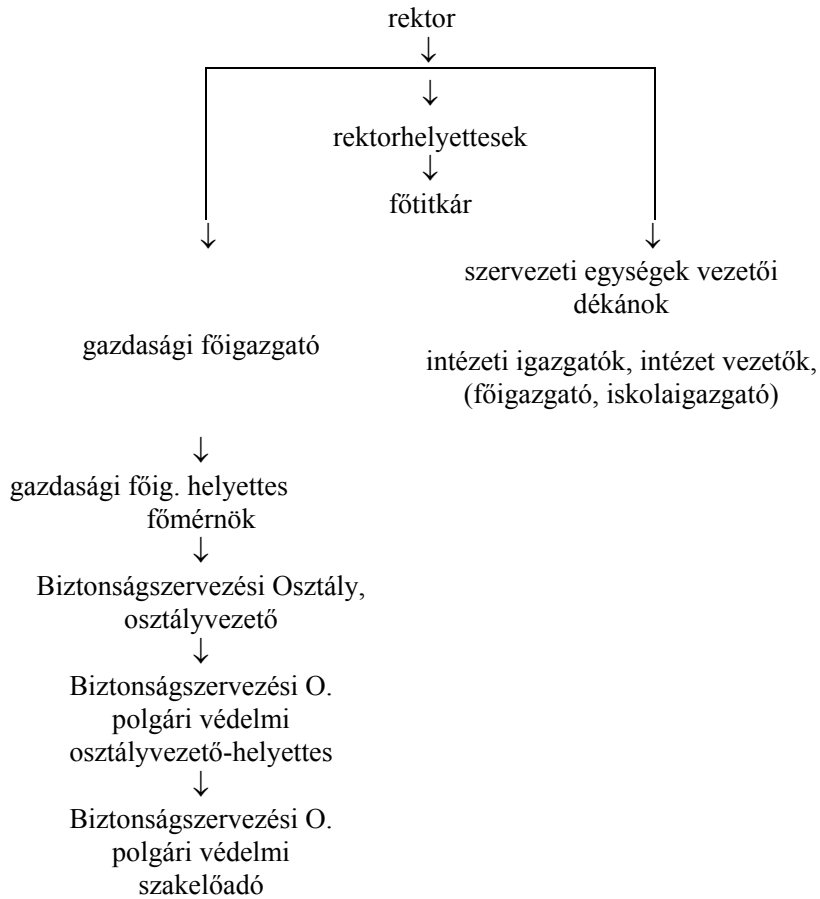 rektor
↓
↓
rektorhelyettesek
↓
főtitkár
↓
↓
szervezeti egységek vezetői
dékánok
gazdasági főigazgató
intézeti igazgatók, intézet vezetők,
(főigazgató, iskolaigazgató)
↓
gazdasági főig. helyettes
főmérnök
↓
Biztonságszervezési Osztály,
osztályvezető
↓
Biztonságszervezési O.
polgári védelmi
osztályvezető-helyettes
↓
Biztonságszervezési O.
polgári védelmi
szakelőadó